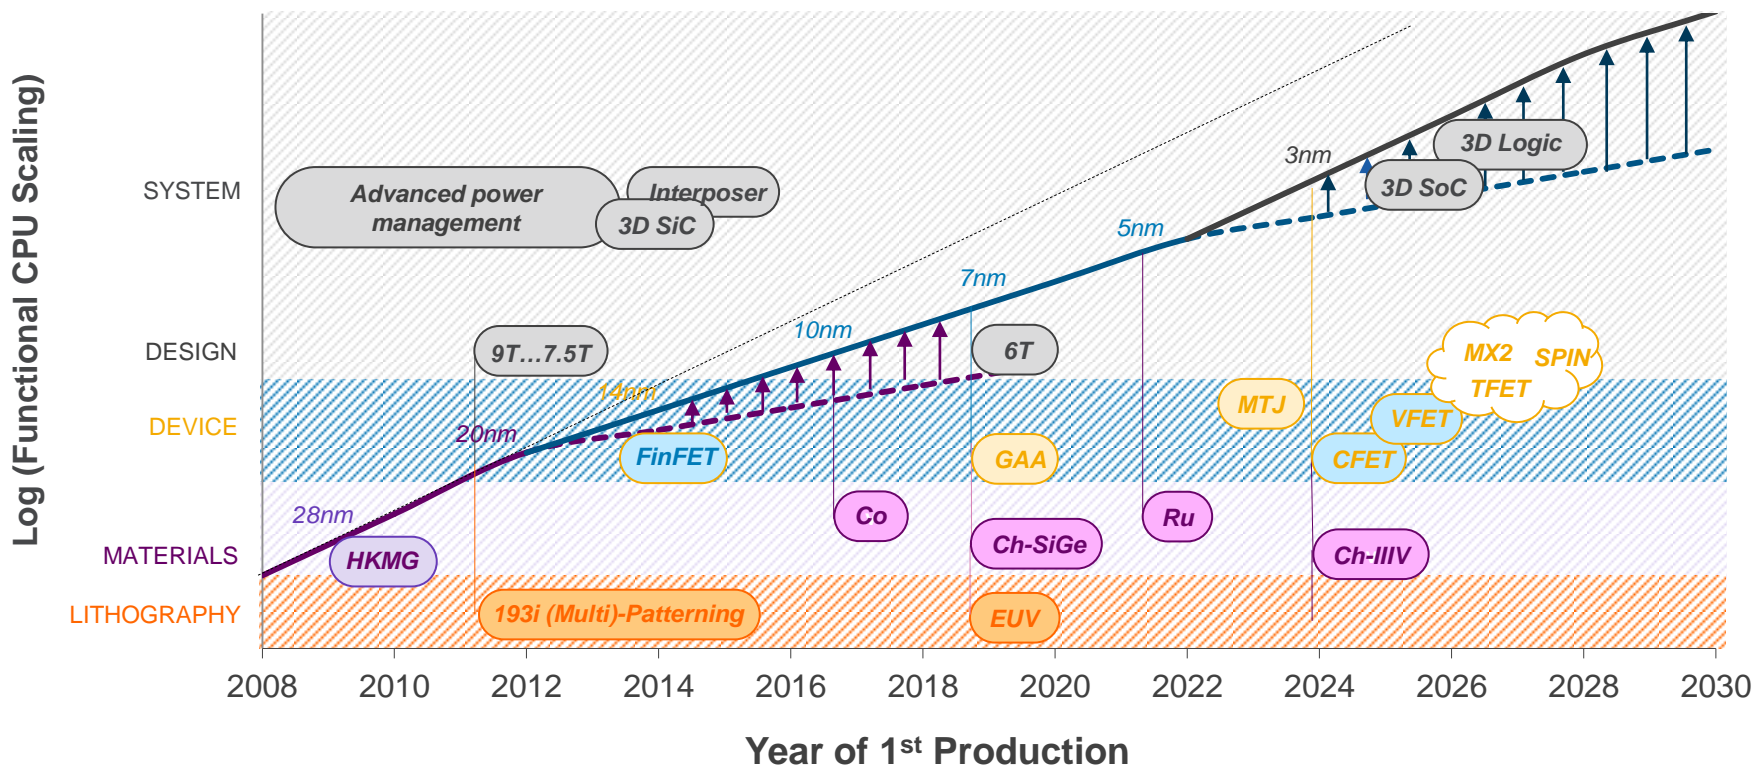 Log (Functional CPU Scaling)
SYSTEM
DESIGN
DEVICE
MATERIALS
LITHOGRAPHY
Advanced power
management
Interposer
3D SiC
3nm
3D Logic
3D SoC
5nm
7nm
10nm
14nm
20nm
28nm
9T...7.5T
6T
MX2
SPIN
TFET
MTJ
VFET
CFET
FinFET
GAA
Co
Ru
Ch-SiGe
Ch-IIIV
HKMG
193i (Multi)-Patterning
EUV
2008 2010 2012 2014 2016 2018 2020 2022 2024 2026 2028 2030
Year of 1st Production